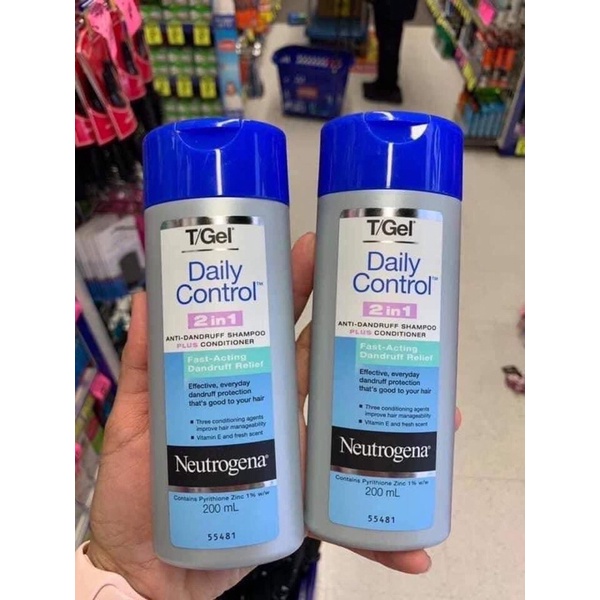 T/Gel®
Daily
Control™
2 in 1
ANTI-DANDRUFF SHAMPOO
PLUS CONDITIONER
Fast-Acting
Dandruff Relief
Effective, everyday
dandruff protection
that's good to your hair
▪ Three conditioning agents
improve hair manageability
▪ Vitamin E and fresh scent
Neutrogena®
Contains Pyrithione Zinc 1% w/w
200 mL
55481
T/Gel®
Daily
Control™
2 in 1
ANTI-DANDRUFF SHAMPOO
PLUS CONDITIONER
Fast-Acting
Dandruff Relief
Effective, everyday
dandruff protection
that's good to your hair
▪ Three conditioning agents
improve hair manageability
▪ Vitamin E and fresh scent
Neutrogena®
Contains Pyrithione Zinc 1% w/w
200 mL
55481